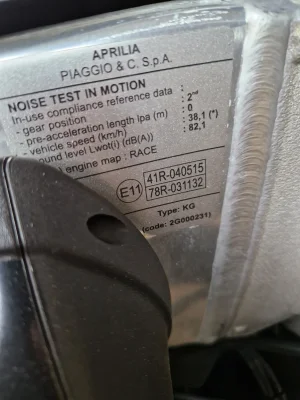 APRILIA
PIAGGIO & C. S.p.A.
NOISE TEST IN MOTION
In-use compliance reference data :
- gear position : 2nd
- pre-acceleration length lpa (m) : 0
- vehicle speed (km/h) : 38,1 (*)
sound level Lwot(i) (dB(A)) : 82,1
engine map : RACE
E11
41R-040515
78R-031132
Type: KG
(code: 2G000231)